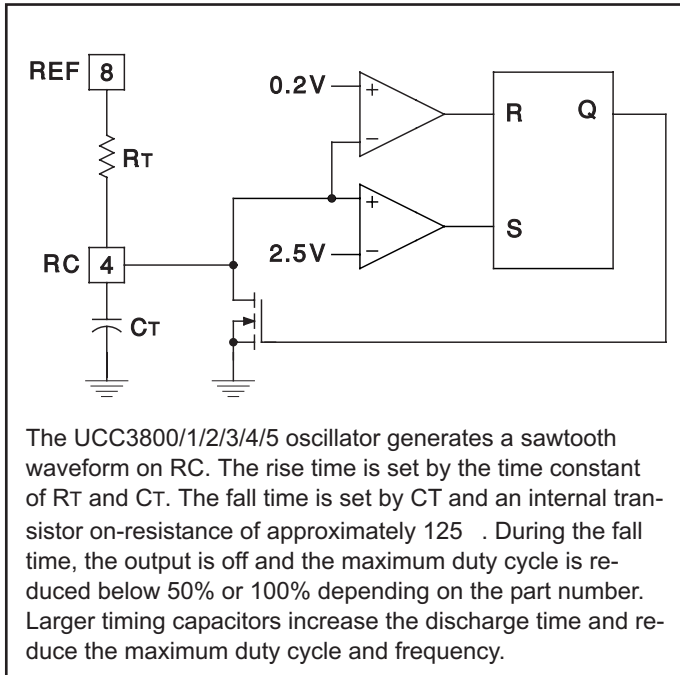 REF 8
0.2V
+
−
R Q
RT
+
−
S
2.5V
RC 4
CT
The UCC3800/1/2/3/4/5 oscillator generates a sawtooth
waveform on RC. The rise time is set by the time constant
of RT and CT. The fall time is set by CT and an internal tran-
sistor on-resistance of approximately 125 . During the fall
time, the output is off and the maximum duty cycle is re-
duced below 50% or 100% depending on the part number.
Larger timing capacitors increase the discharge time and re-
duce the maximum duty cycle and frequency.